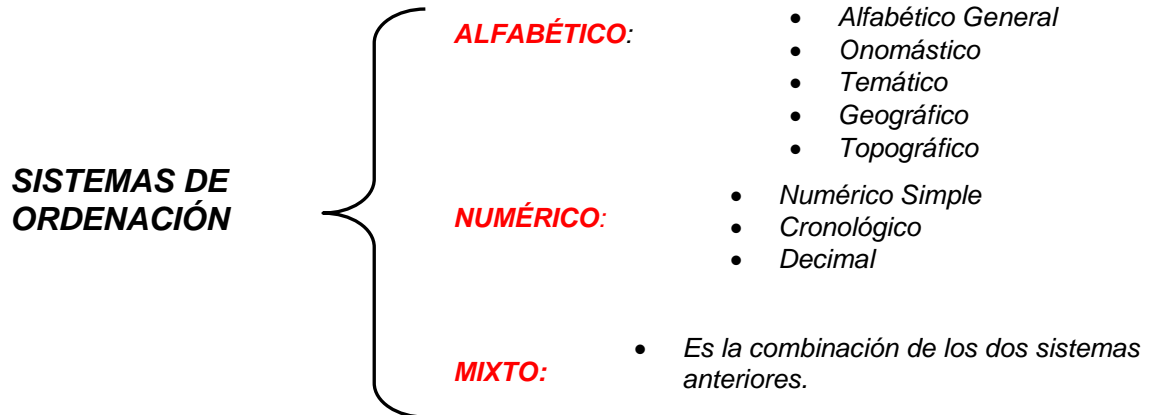 SISTEMAS DE
ORDENACIÓN
ALFABÉTICO:
• Alfabético General
• Onomástico
• Temático
• Geográfico
• Topográfico
NUMÉRICO:
• Numérico Simple
• Cronológico
• Decimal
MIXTO:
• Es la combinación de los dos sistemas
anteriores.